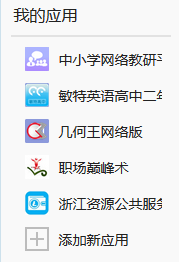 我的应用
中小学网络教研平
敏特英语高中二年
几何王网络版
职场巅峰术
浙江资源公共服务
添加新应用